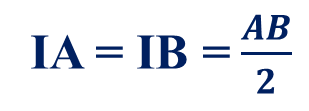 IA = IB = AB/2